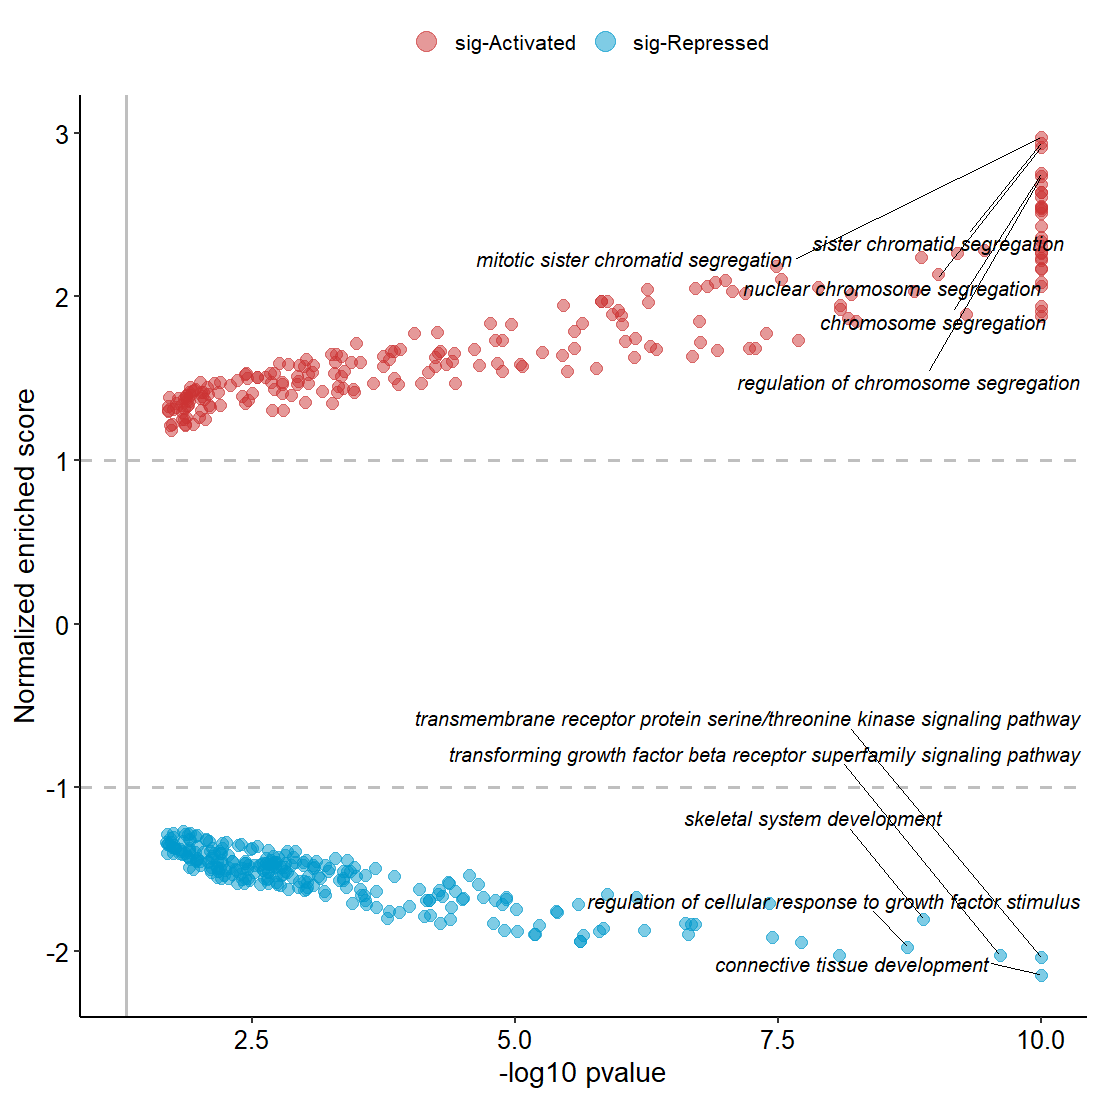 sig-Activated sig-Repressed
Normalized enriched score
3
2
1
0
-1
-2
mitotic sister chromatid segregation
sister chromatid segregation
nuclear chromosome segregation
chromosome segregation
regulation of chromosome segregation
transmembrane receptor protein serine/threonine kinase signaling pathway
transforming growth factor beta receptor superfamily signaling pathway
skeletal system development
regulation of cellular response to growth factor stimulus
connective tissue development
2.5 5.0 7.5 10.0
-log10 pvalue